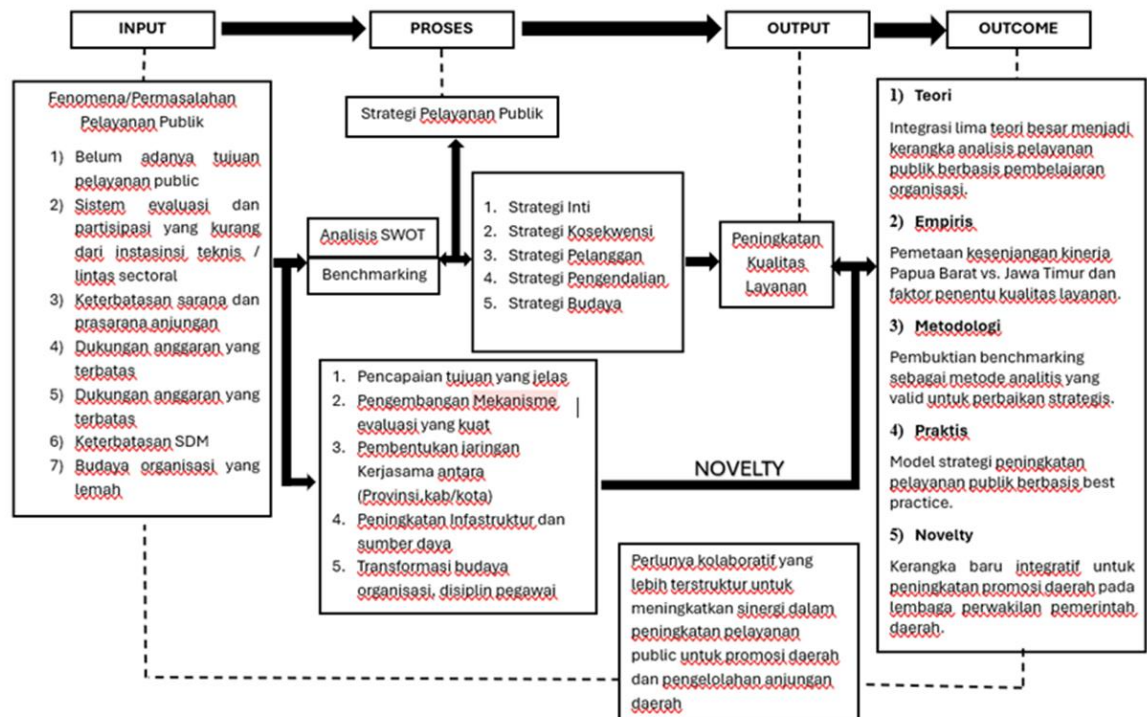 INPUT
PROSES
OUTPUT
OUTCOME
Fenomena/Permasalahan
Pelayanan Publik
1) Belum adanya tujuan
pelayanan public
2) Sistem evaluasi dan
partisipasi yang kurang
dari instasinsi teknis /
lintas sectoral
3) Keterbatasan sarana dan
prasarana anjungan
4) Dukungan anggaran yang
terbatas
5) Dukungan anggaran yang
terbatas
6) Keterbatasan SDM
7) Budaya organisasi yang
lemah
Strategi Pelayanan Publik
Analisis SWOT
Benchmarking
1. Strategi Inti
2. Strategi Kosekwensi
3. Strategi Pelanggan
4. Strategi Pengendalian
5. Strategi Budaya
1. Pencapaian tujuan yang jelas
2. Pengembangan Mekanisme
evaluasi yang kuat
3. Pembentukan jaringan
Kerjasama antara
(Provinsi,kab/kota)
4. Peningkatan Infastruktur dan
sumber daya
5. Transformasi budaya
organisasi, disiplin pegawai
Peningkatan
Kualitas
Layanan
NOVELTY
Perlunya kolaboratif yang
lebih terstruktur untuk
meningkatkan sinergi dalam
peningkatan pelayanan
public untuk promosi daerah
dan pengelolahan anjungan
daerah
1) Teori
Integrasi lima teori besar menjadi
kerangka analisis pelayanan
publik berbasis pembelajaran
organisasi.
2) Empiris
Pemetaan kesenjangan kinerja
Papua Barat vs. Jawa Timur dan
faktor penentu kualitas layanan.
3) Metodologi
Pembuktian benchmarking
sebagai metode analitis yang
valid untuk perbaikan strategis.
4) Praktis
Model strategi peningkatan
pelayanan publik berbasis best
practice.
5) Novelty
Kerangka baru integratif untuk
peningkatan promosi daerah pada
lembaga perwakilan pemerintah
daerah.